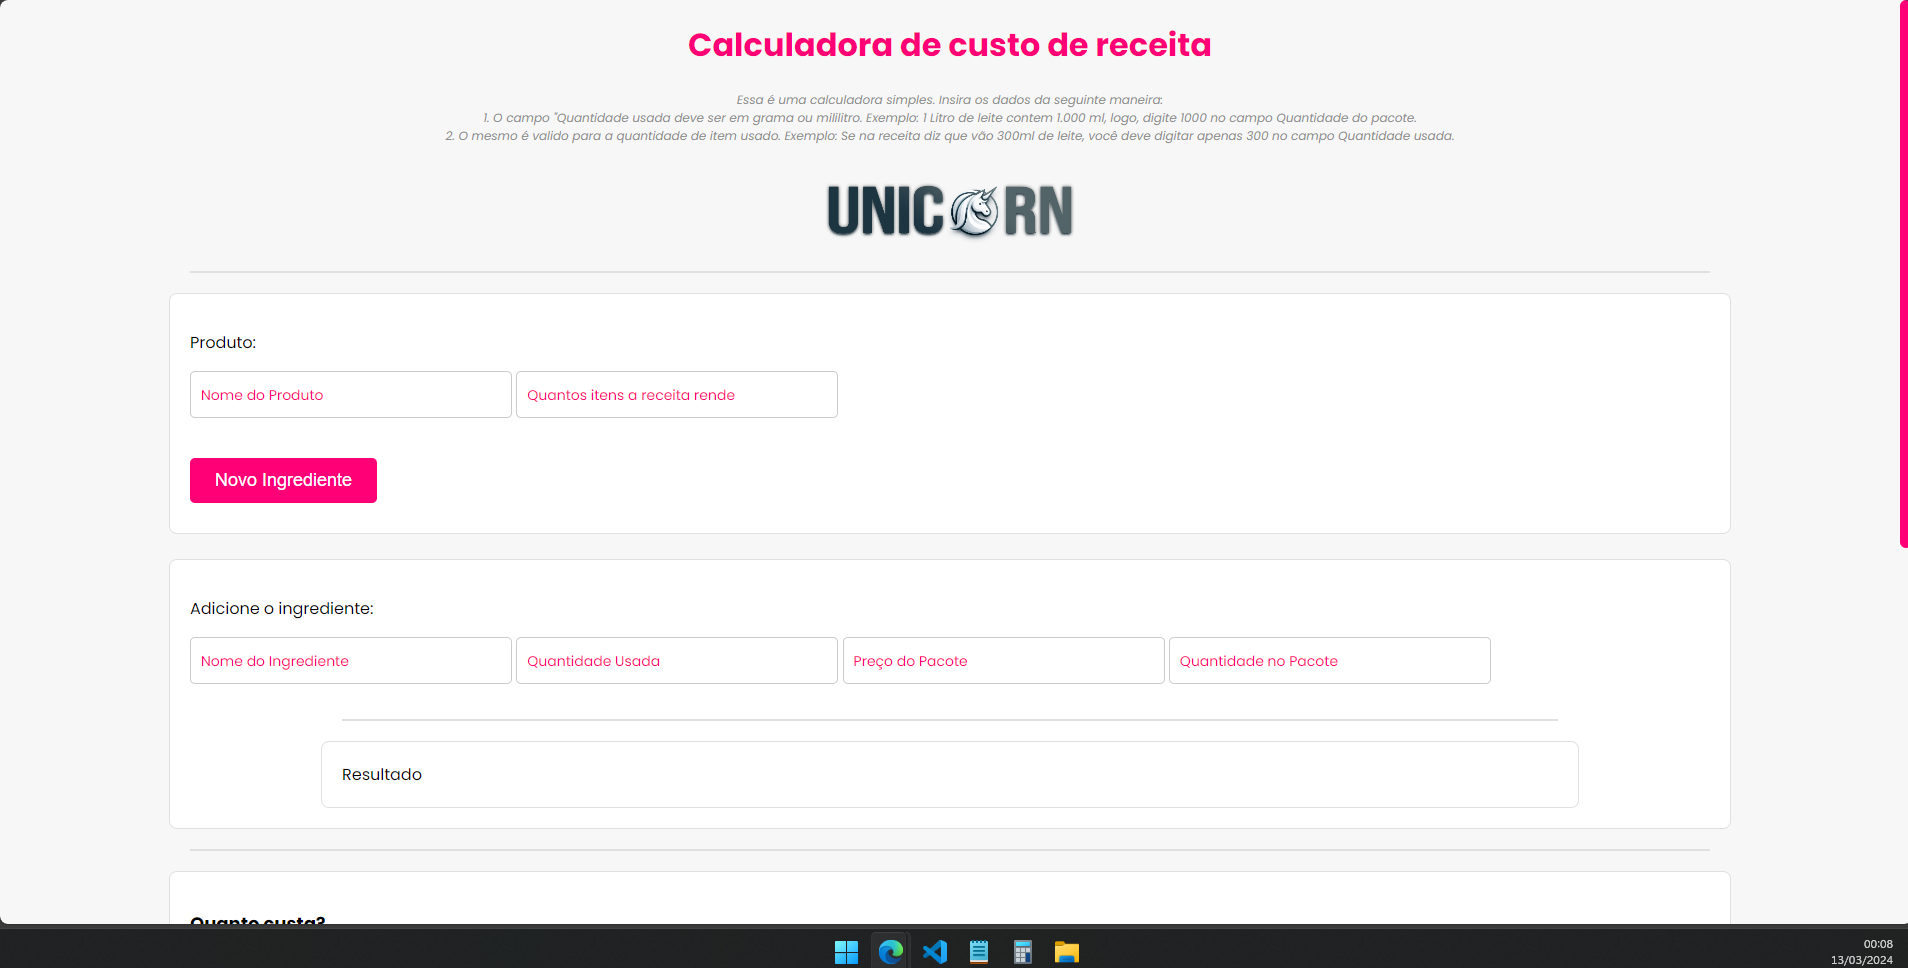 Calculadora de custo de receita
Essa é uma calculadora simples. Insira os dados da seguinte maneira:
1. O campo "Quantidade usada deve ser em grama ou mililitro. Exemplo: 1 Litro de leite contem 1.000 ml, logo, digite 1000 no campo Quantidade do pacote.
2. O mesmo é valido para a quantidade de item usado. Exemplo: Se na receita diz que vão 300ml de leite, você deve digitar apenas 300 no campo Quantidade usada.
UNICORN
Produto:
Nome do Produto Quantos itens a receita rende
Novo Ingrediente
Adicione o ingrediente:
Nome do Ingrediente Quantidade Usada Preço do Pacote Quantidade no Pacote
Resultado
Quanto custa?
00:08
13/03/2024